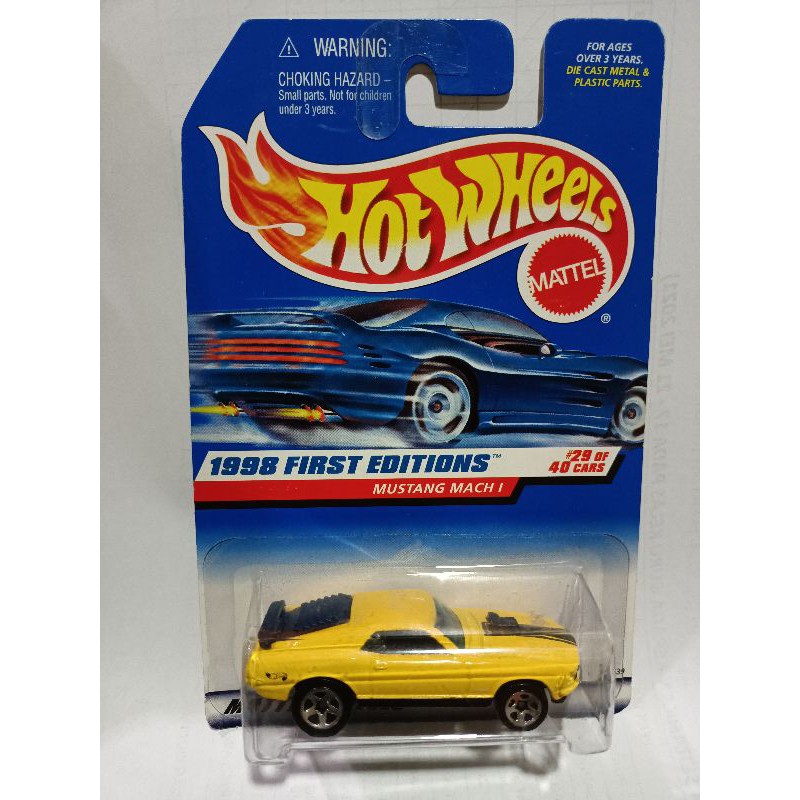 ⚠ WARNING:
CHOKING HAZARD –
Small parts. Not for children
under 3 years.
FOR AGES
OVER 3 YEARS.
DIE CAST METAL &
PLASTIC PARTS.
HOT WHEELS
MATTEL
®
1998 FIRST EDITIONS™
#29 OF
40 CARS
MUSTANG MACH I